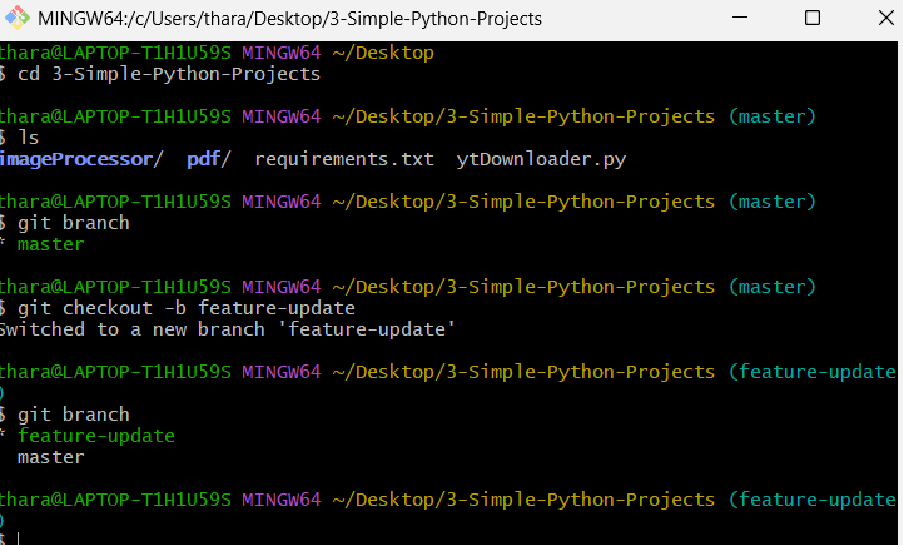 MINGW64:/c/Users/thara/Desktop/3-Simple-Python-Projects
thara@LAPTOP-T1H1U59S MINGW64 ~/Desktop
$ cd 3-Simple-Python-Projects
thara@LAPTOP-T1H1U59S MINGW64 ~/Desktop/3-Simple-Python-Projects (master)
$ ls
imageProcessor/  pdf/  requirements.txt  ytDownloader.py
thara@LAPTOP-T1H1U59S MINGW64 ~/Desktop/3-Simple-Python-Projects (master)
$ git branch
* master
thara@LAPTOP-T1H1U59S MINGW64 ~/Desktop/3-Simple-Python-Projects (master)
$ git checkout -b feature-update
Switched to a new branch 'feature-update'
thara@LAPTOP-T1H1U59S MINGW64 ~/Desktop/3-Simple-Python-Projects (feature-update
)
$ git branch
* feature-update
  master
thara@LAPTOP-T1H1U59S MINGW64 ~/Desktop/3-Simple-Python-Projects (feature-update
)
$